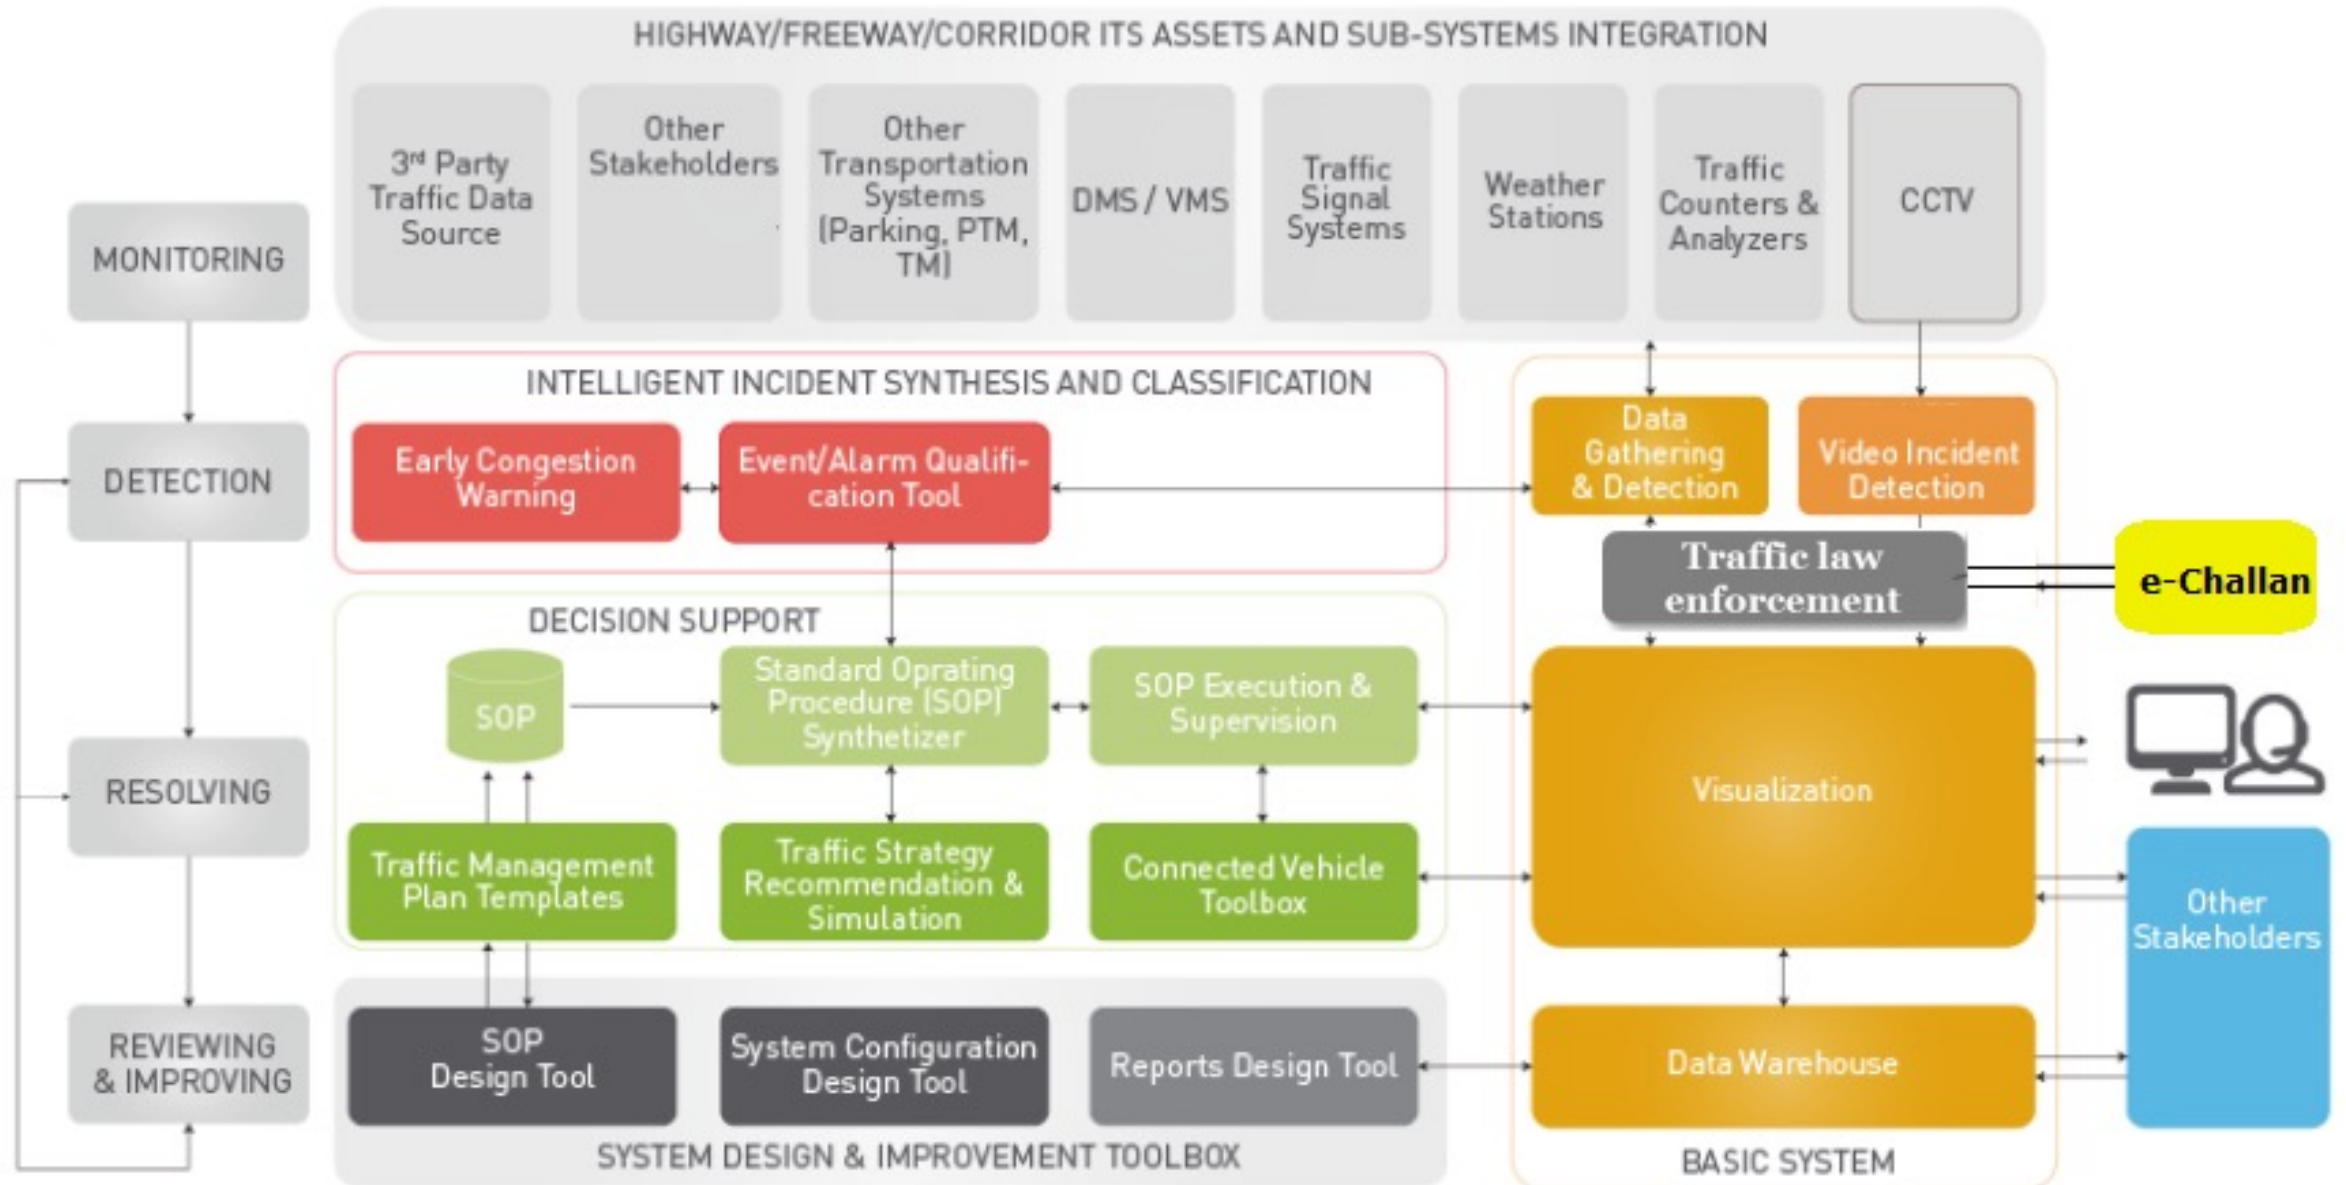 HIGHWAY/FREEWAY/CORRIDOR ITS ASSETS AND SUB-SYSTEMS INTEGRATION
3rd Party
Traffic Data
Source
Other
Stakeholders
Other
Transportation
Systems
(Parking, PTM,
TM)
DMS / VMS
Traffic
Signal
Systems
Weather
Stations
Traffic
Counters &
Analyzers
CCTV
MONITORING
DETECTION
RESOLVING
REVIEWING
& IMPROVING
INTELLIGENT INCIDENT SYNTHESIS AND CLASSIFICATION
Early Congestion
Warning
Event/Alarm Qualifi-
cation Tool
Data
Gathering
& Detection
Video Incident
Detection
Traffic law
enforcement
e-Challan
DECISION SUPPORT
SOP
Standard Oprating
Procedure (SOP)
Synthetizer
SOP Execution &
Supervision
Visualization
Traffic Management
Plan Templates
Traffic Strategy
Recommendation &
Simulation
Connected Vehicle
Toolbox
Other
Stakeholders
SOP
Design Tool
System Configuration
Design Tool
Reports Design Tool
Data Warehouse
SYSTEM DESIGN & IMPROVEMENT TOOLBOX
BASIC SYSTEM